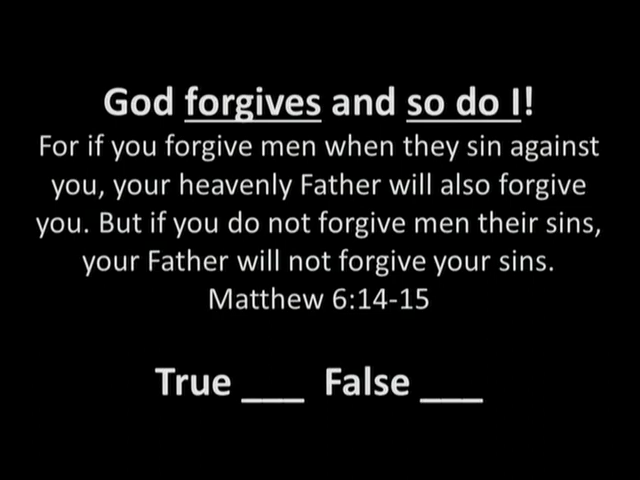 God forgives and so do I!
For if you forgive men when they sin against
you, your heavenly Father will also forgive
you. But if you do not forgive men their sins,
your Father will not forgive your sins.
Matthew 6:14-15
True ___ False ___